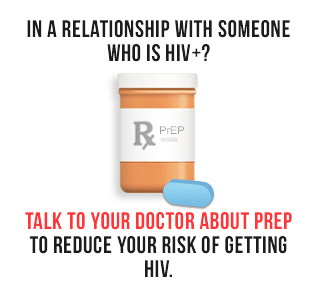 IN A RELATIONSHIP WITH SOMEONE
WHO IS HIV+?
Rx PrEP
TALK TO YOUR DOCTOR ABOUT PREP
TO REDUCE YOUR RISK OF GETTING
HIV.